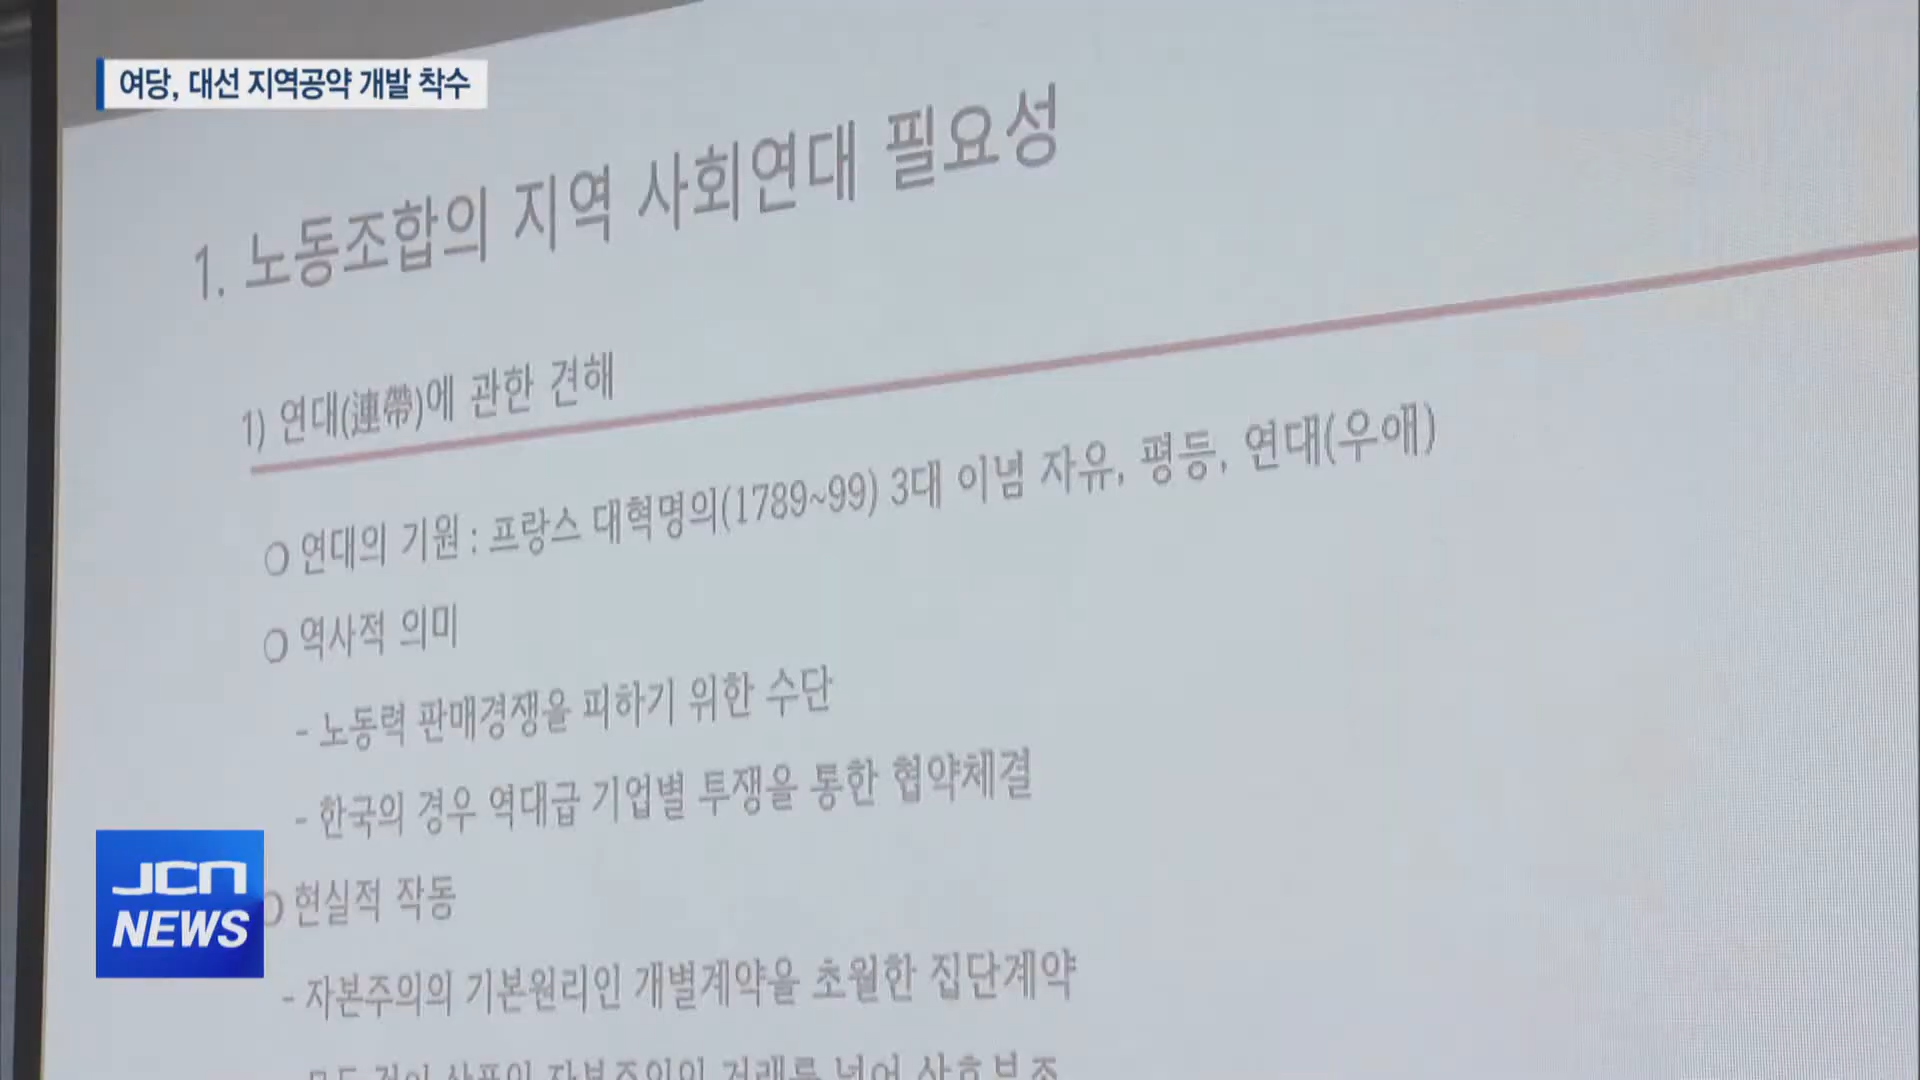 여당, 대선 지역공약 개발 착수
1. 노동조합의 지역 사회연대 필요성
1) 연대(連帶)에 관한 견해
○ 연대의 기원 : 프랑스 대혁명의(1789~99) 3대 이념 자유, 평등, 연대(우애)
○ 역사적 의미
- 노동력 판매경쟁을 피하기 위한 수단
- 한국의 경우 역대급 기업별 투쟁을 통한 협약체결
○ 현실적 작동
- 자본주의의 기본원리인 개별계약을 초월한 집단계약
JCN
NEWS